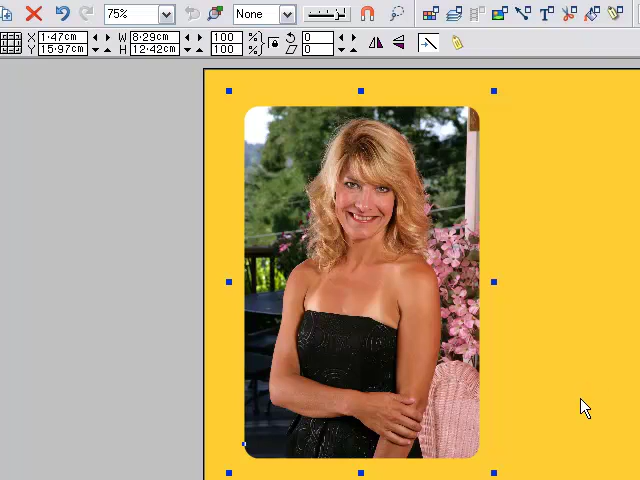 75% None
X 1.47cm W 8.29cm 100 % 0
Y 15.97cm H 12.42cm 100 % 0